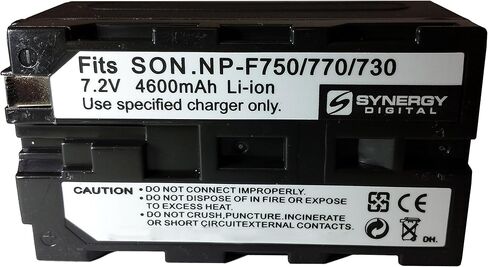 Fits SON.NP-F750/770/730
7.2V 4600mAh Li-ion
Use specified charger only.
SYNERGY
DIGITAL
CAUTION • DO NOT CONNECT IMPROPERLY
• DO NOT DISPOSE OF IN FIRE OR EXPOSE
TO EXCESS HEAT.
• DO NOT CRUSH,PUNCTURE.INCINERATE
OR SHORT CIRCUITEXTERNAL CONTACTS
CE
DH.